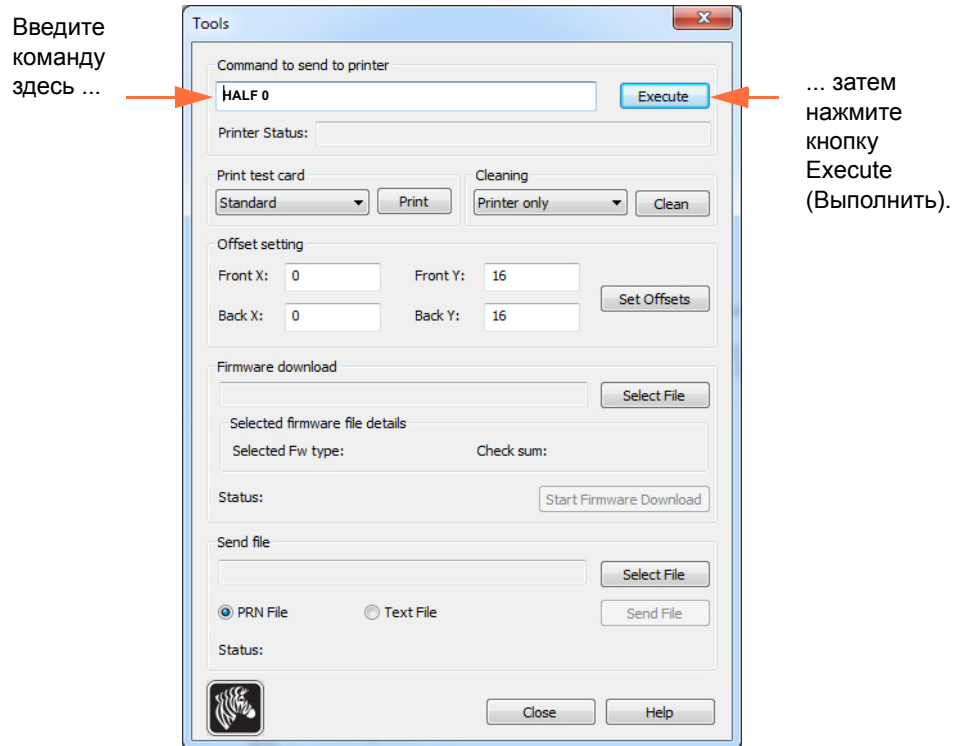 Введите
команду
здесь ...
Tools
Command to send to printer
HALF 0
Execute
... затем
нажмите
кнопку
Execute
(Выполнить).
Printer Status:
Print test card
Cleaning
Standard
Print
Printer only
Clean
Offset setting
Front X: 0 Front Y: 16
Set Offsets
Back X: 0 Back Y: 16
Firmware download
Select File
Selected firmware file details
Selected Fw type: Check sum:
Status:
Start Firmware Download
Send file
Select File
PRN File Text File
Send File
Status:
Close
Help